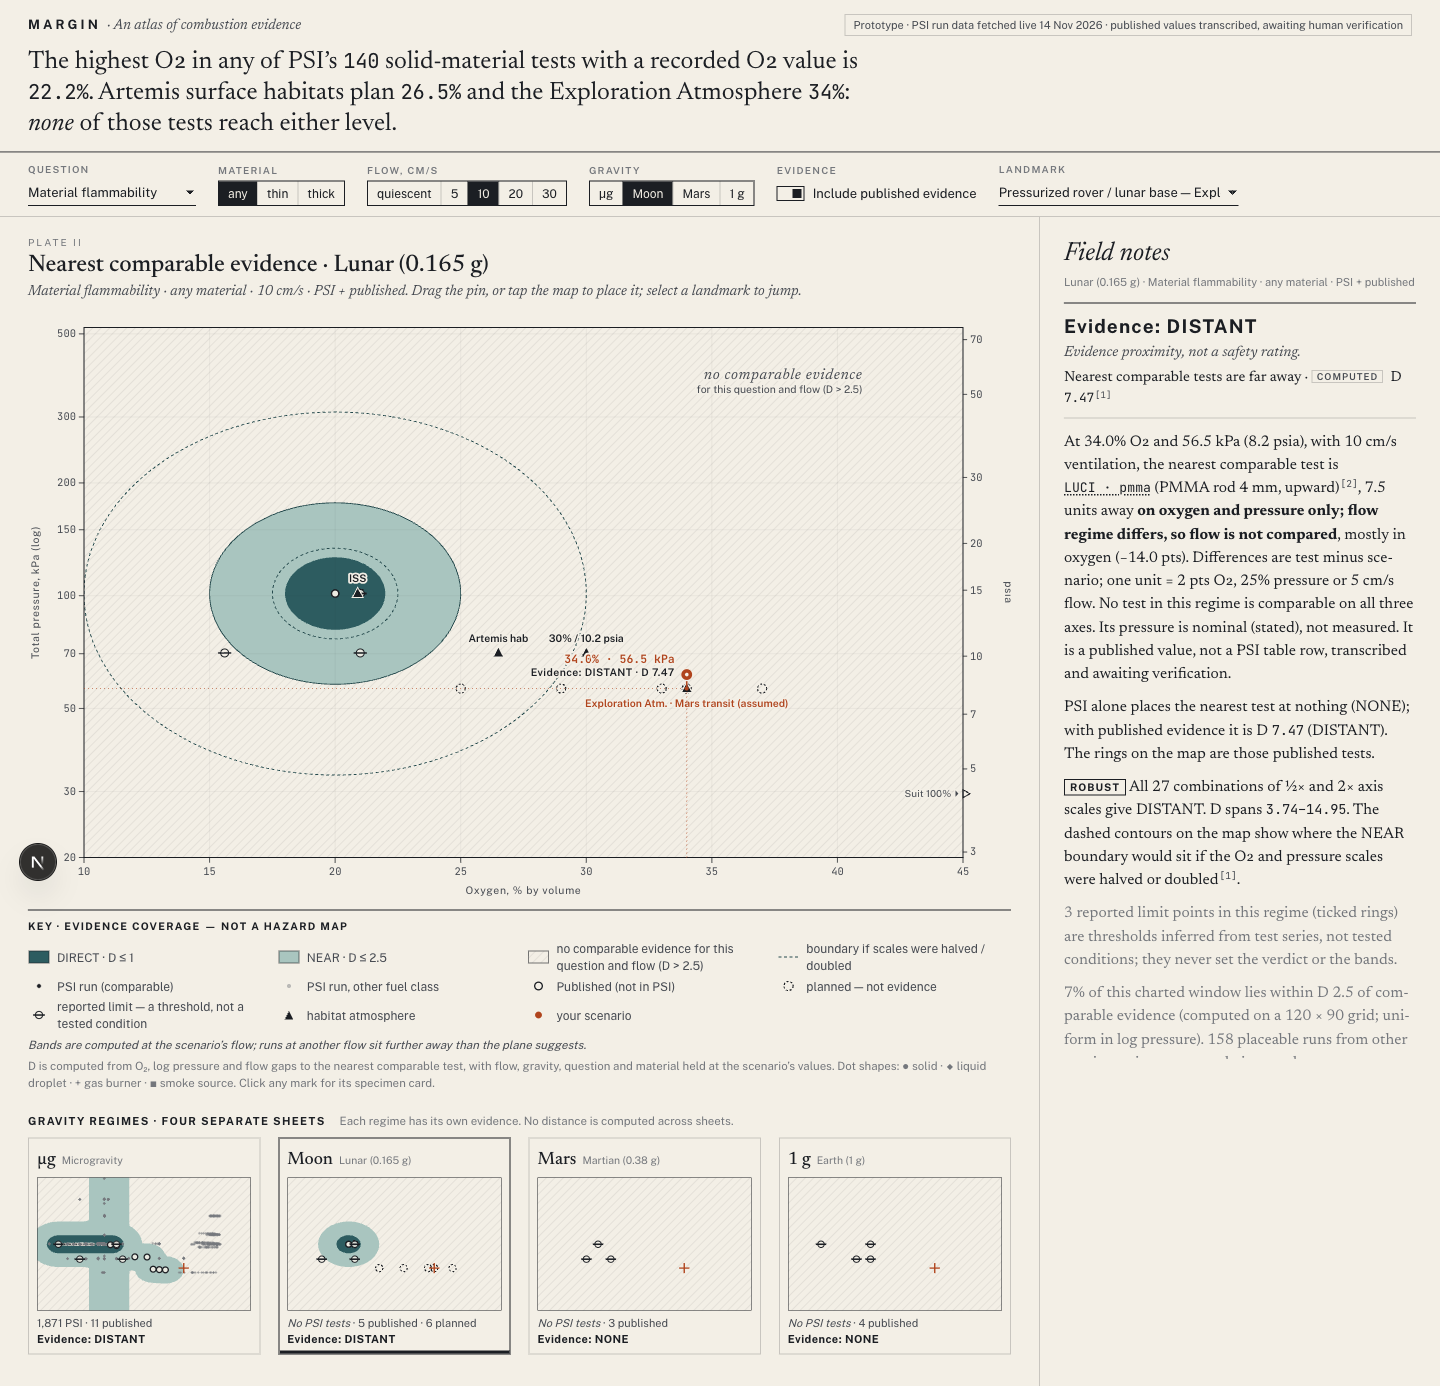 MARGIN · An atlas of combustion evidence
Prototype · PSI run data fetched live 14 Nov 2026 · published values transcribed, awaiting human verification
The highest O2 in any of PSI’s 140 solid-material tests with a recorded O2 value is
22.2%. Artemis surface habitats plan 26.5% and the Exploration Atmosphere 34%:
none of those tests reach either level.
QUESTION
Material flammability
MATERIAL
any thin thick
FLOW, CM/S
quiescent 5 10 20 30
GRAVITY
µg Moon Mars 1 g
EVIDENCE
Include published evidence
LANDMARK
Pressurized rover / lunar base — Expl
PLATE II
Nearest comparable evidence · Lunar (0.165 g)
Material flammability · any material · 10 cm/s · PSI + published. Drag the pin, or tap the map to place it; select a landmark to jump.
Total pressure, kPa (log)
500
300
200
150
100
70
50
30
20
no comparable evidence
for this question and flow (D > 2.5)
ISS
Artemis hab
30% / 10.2 psia
34.0% · 56.5 kPa
Evidence: DISTANT · D 7.47
Exploration Atm. · Mars transit (assumed)
Suit 100%
70
50
30
20
15
10
7
5
3
psia
10 15 20 25 30 35 40 45
Oxygen, % by volume
N
KEY · EVIDENCE COVERAGE — NOT A HAZARD MAP
DIRECT · D ≤ 1
NEAR · D ≤ 2.5
no comparable evidence for this
question and flow (D > 2.5)
boundary if scales were halved /
doubled
PSI run (comparable)
PSI run, other fuel class
Published (not in PSI)
planned — not evidence
reported limit — a threshold, not a
tested condition
habitat atmosphere
your scenario
Bands are computed at the scenario’s flow; runs at another flow sit further away than the plane suggests.
D is computed from O₂, log pressure and flow gaps to the nearest comparable test, with flow, gravity, question and material held at the scenario’s values. Dot shapes: ● solid · ◆ liquid
droplet · + gas burner · ■ smoke source. Click any mark for its specimen card.
GRAVITY REGIMES · FOUR SEPARATE SHEETS Each regime has its own evidence. No distance is computed across sheets.
µg Microgravity
1,871 PSI · 11 published
Evidence: DISTANT
Moon Lunar (0.165 g)
No PSI tests · 5 published · 6 planned
Evidence: DISTANT
Mars Martian (0.38 g)
No PSI tests · 3 published
Evidence: NONE
1 g Earth (1 g)
No PSI tests · 4 published
Evidence: NONE
Field notes
Lunar (0.165 g) · Material flammability · any material · PSI + published
Evidence: DISTANT
Evidence proximity, not a safety rating.
Nearest comparable tests are far away · COMPUTED D
7.47[1]
At 34.0% O2 and 56.5 kPa (8.2 psia), with 10 cm/s
ventilation, the nearest comparable test is
LUCI · pmma (PMMA rod 4 mm, upward)[2], 7.5
units away on oxygen and pressure only; flow
regime differs, so flow is not compared, mostly in
oxygen (−14.0 pts). Differences are test minus sce-
nario; one unit = 2 pts O2, 25% pressure or 5 cm/s
flow. No test in this regime is comparable on all three
axes. Its pressure is nominal (stated), not measured. It
is a published value, not a PSI table row, transcribed
and awaiting verification.
PSI alone places the nearest test at nothing (NONE);
with published evidence it is D 7.47 (DISTANT).
The rings on the map are those published tests.
ROBUST All 27 combinations of ½× and 2× axis
scales give DISTANT. D spans 3.74–14.95. The
dashed contours on the map show where the NEAR
boundary would sit if the O2 and pressure scales
were halved or doubled[1].
3 reported limit points in this regime (ticked rings)
are thresholds inferred from test series, not tested
conditions; they never set the verdict or the bands.
7% of this charted window lies within D 2.5 of com-
parable evidence (computed on a 120 × 90 grid; uni-
form in log pressure). 158 placeable runs from other